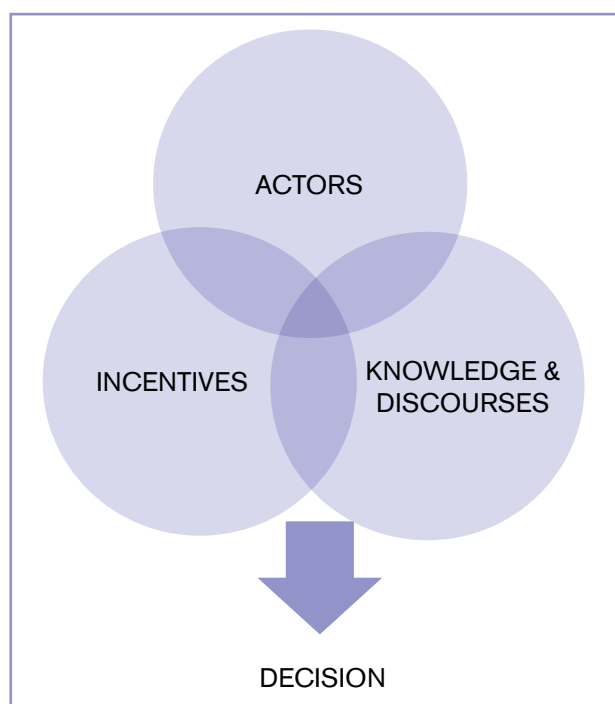 ACTORS
INCENTIVES
KNOWLEDGE &
DISCOURSES
DECISION